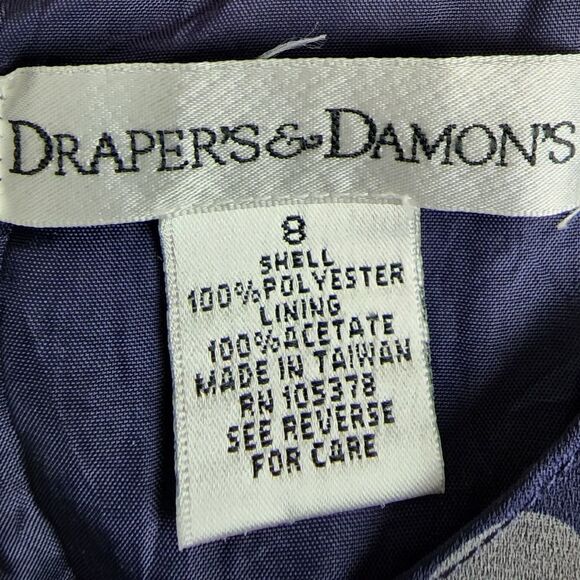 DRAPER'S & DAMON'S
8
SHELL
100% POLYESTER
LINING
100% ACETATE
MADE IN TAIWAN
RN 105378
SEE REVERSE
FOR CARE